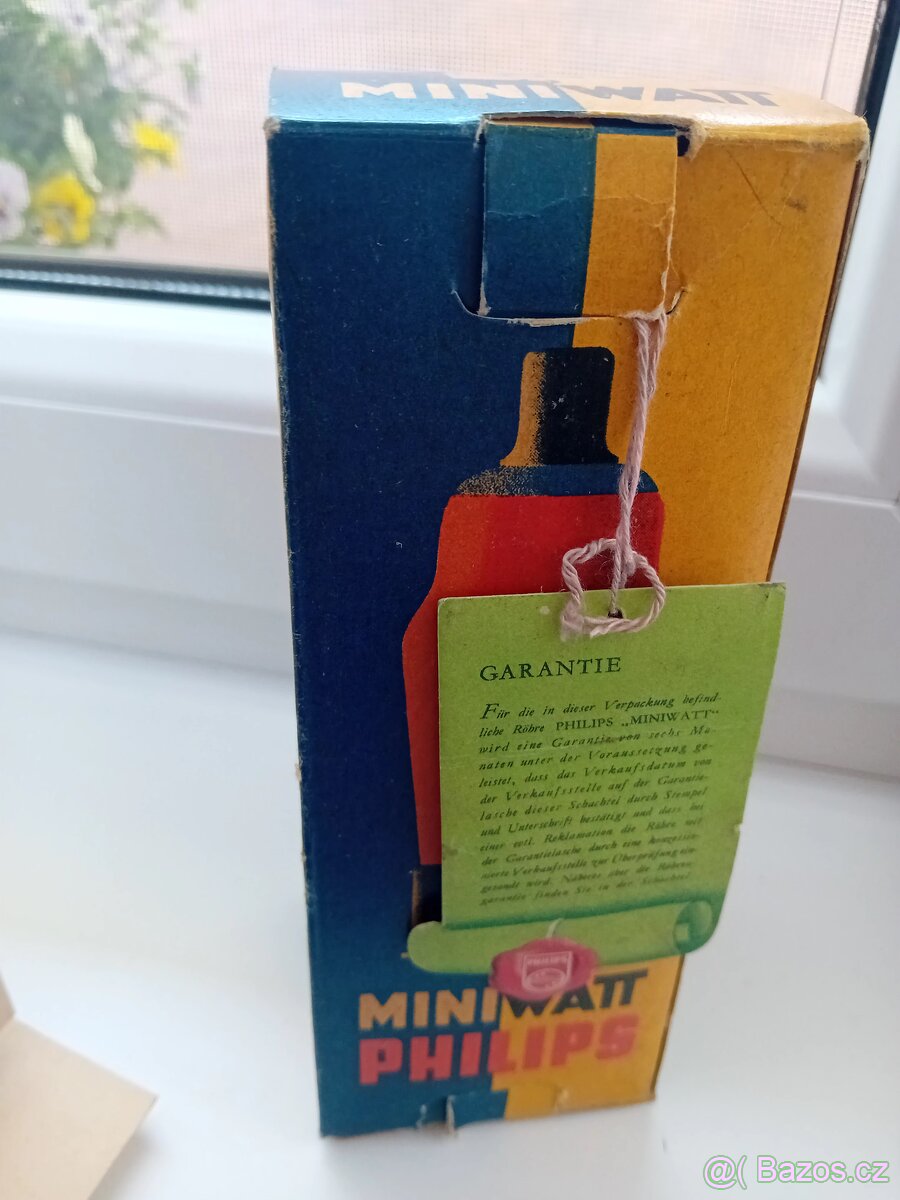 MINIWATT
GARANTIE
Für die in dieser Verpackung befind-
liche Röhre PHILIPS „MINIWATT“
wird eine Garantie von sechs Mo-
naten unter der Voraussetzung ge-
leistet, dass das Verkaufsdatum von
der Verkaufsstelle auf der Garantie-
lasche dieser Schachtel durch Stempel
und Unterschrift bestätigt und dass bei
einer evtl. Reklamation die Röhre mit
der Garantielasche durch eine konzessio-
nierte Verkaufsstelle zur Überprüfung ein-
gesandt wird. Näheres über die Röhren-
garantie finden Sie in der Schachtel.
PHILIPS
MINIWATT
PHILIPS
@( Bazos.cz